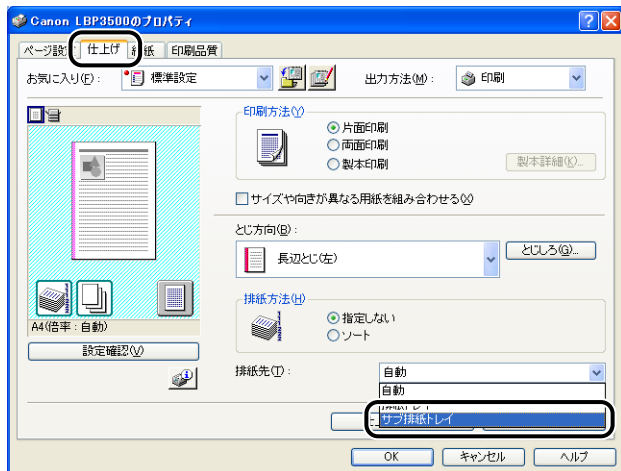 Canon LBP3500のプロパティ
ページ設定 仕上げ 給紙 印刷品質
お気に入り(F): 標準設定 出力方法(M): 印刷
印刷方法(Y)
片面印刷
両面印刷
製本印刷 製本詳細(K)...
サイズや向きが異なる用紙を組み合わせる(X)
とじ方向(B):
長辺とじ(左) とじしろ(G)...
排紙方法(H)
指定しない
ソート
A4(倍率:自動)
設定確認(V)
排紙先(T): 自動
自動
排紙トレイ
サブ排紙トレイ
OK キャンセル ヘルプ